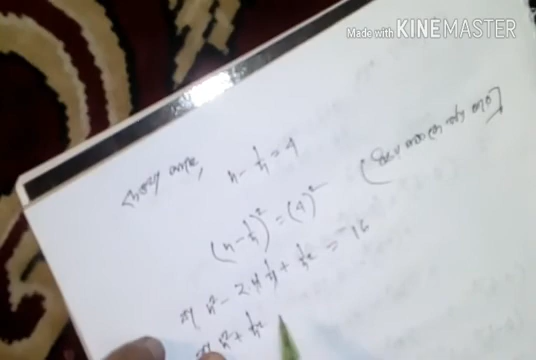 Made with KINEMASTER
দেওয়া আছে,
x - 1/x = 4
(x - 1/x)² = (4)²
বা, x² - 2·x·1/x + 1/x² = 16
বা, x² + 1/x²